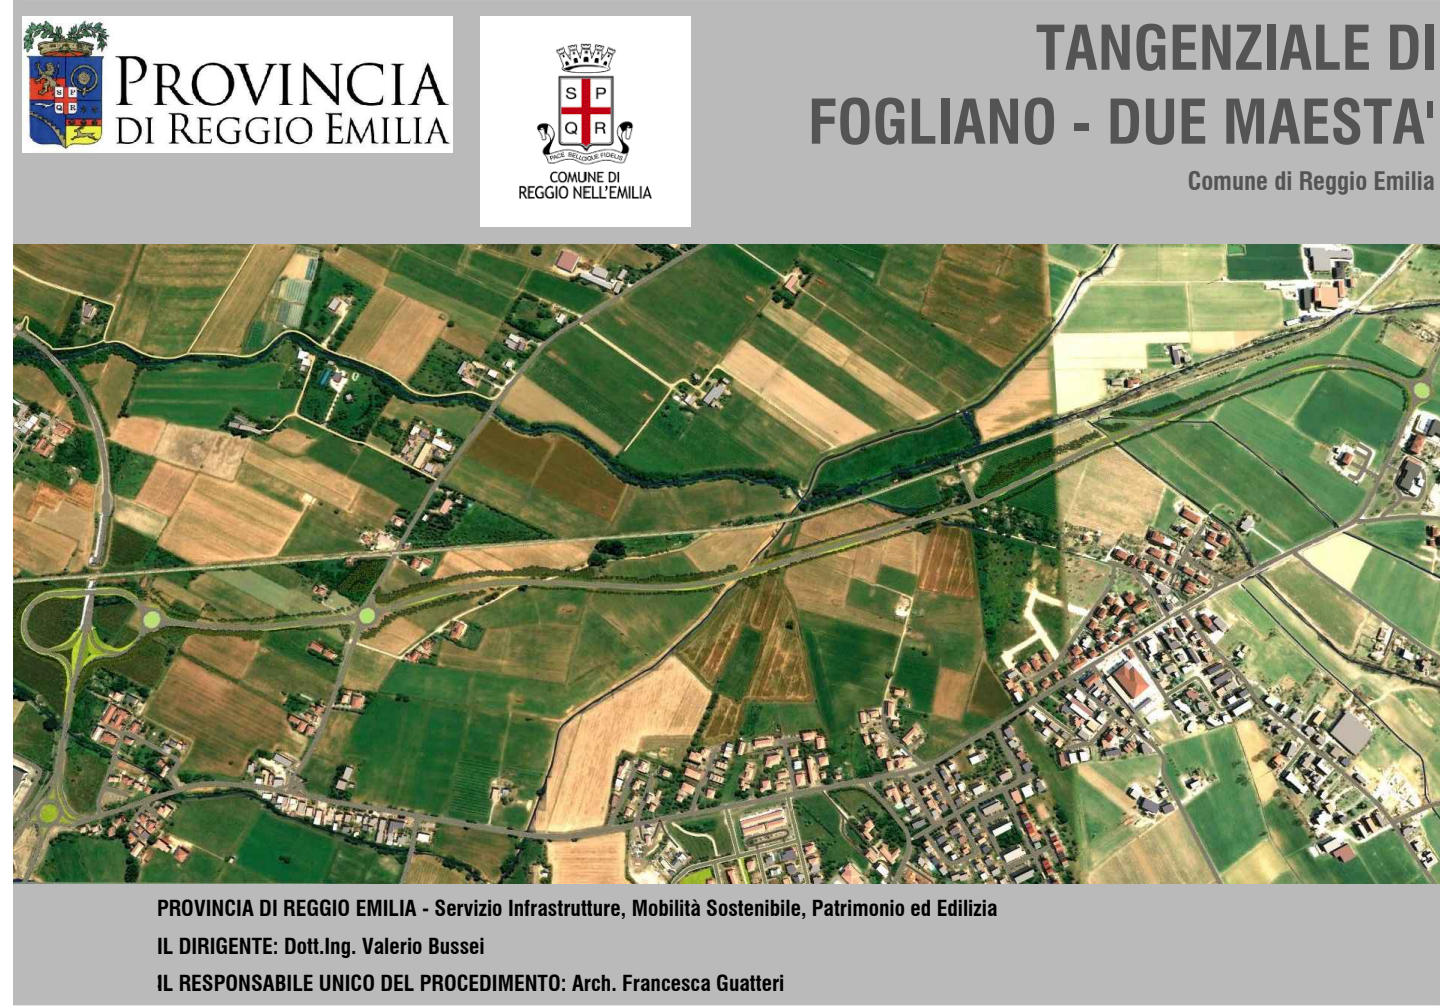 PROVINCIA
DI REGGIO EMILIA
S P
Q R
S P
Q R
PACE BELLOQUE FIDELIS
COMUNE DI
REGGIO NELL'EMILIA
TANGENZIALE DI
FOGLIANO - DUE MAESTA'
Comune di Reggio Emilia
PROVINCIA DI REGGIO EMILIA - Servizio Infrastrutture, Mobilità Sostenibile, Patrimonio ed Edilizia
IL DIRIGENTE: Dott.Ing. Valerio Bussei
IL RESPONSABILE UNICO DEL PROCEDIMENTO: Arch. Francesca Guatteri